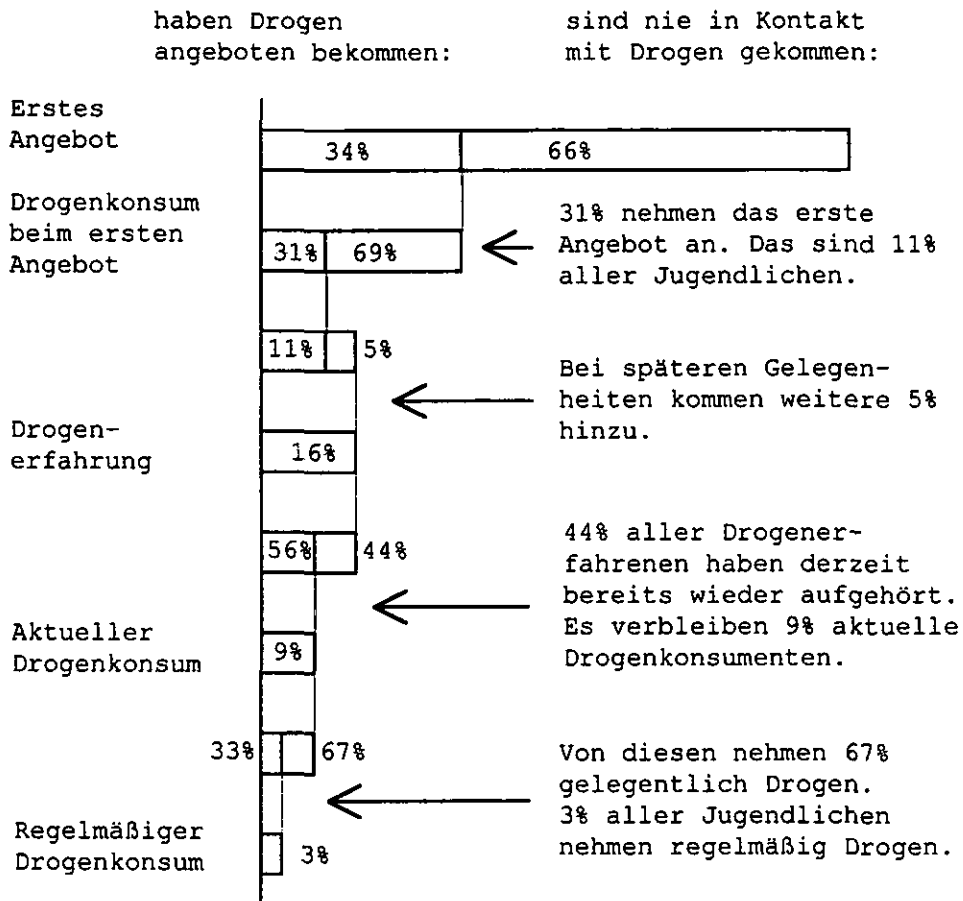 haben Drogen
angeboten bekommen:
sind nie in Kontakt
mit Drogen gekommen:
Erstes
Angebot
34%
66%
Drogenkonsum
beim ersten
Angebot
31%
69%
31% nehmen das erste
Angebot an. Das sind 11%
aller Jugendlichen.
11%
5%
Bei späteren Gelegen-
heiten kommen weitere 5%
hinzu.
Drogen-
erfahrung
16%
56%
44%
44% aller Drogener-
fahrenen haben derzeit
bereits wieder aufgehört.
Es verbleiben 9% aktuelle
Drogenkonsumenten.
Aktueller
Drogenkonsum
9%
33%
67%
Von diesen nehmen 67%
gelegentlich Drogen.
3% aller Jugendlichen
nehmen regelmäßig Drogen.
Regelmäßiger
Drogenkonsum
3%